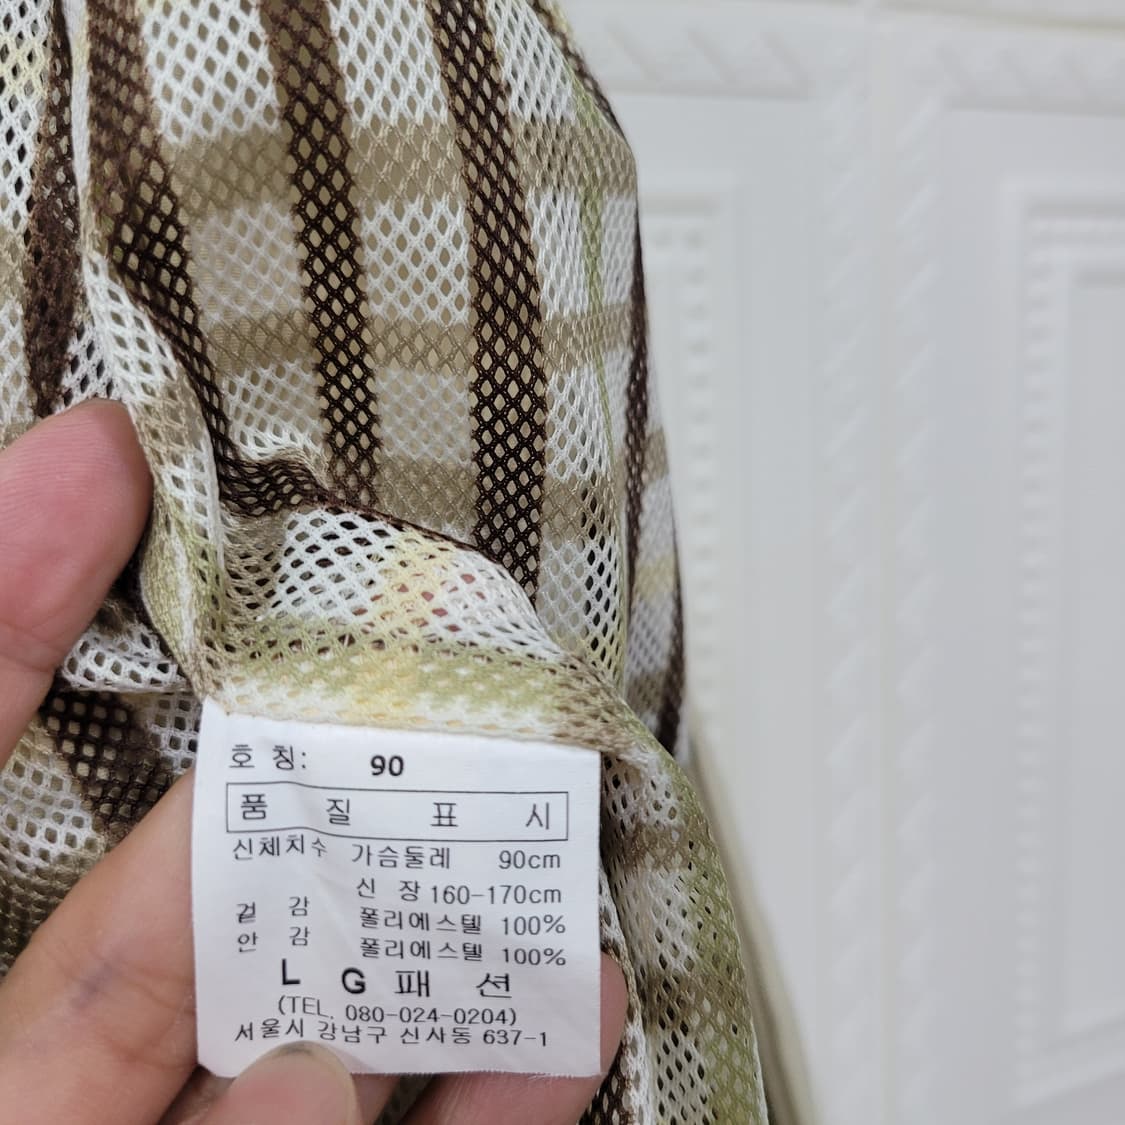 호 칭: 90
품 질 표 시
신체치수 가슴둘레 90cm
신 장 160-170cm
겉 감 폴리에스텔 100%
안 감 폴리에스텔 100%
L G 패 션
(TEL. 080-024-0204)
서울시 강남구 신사동 637-1